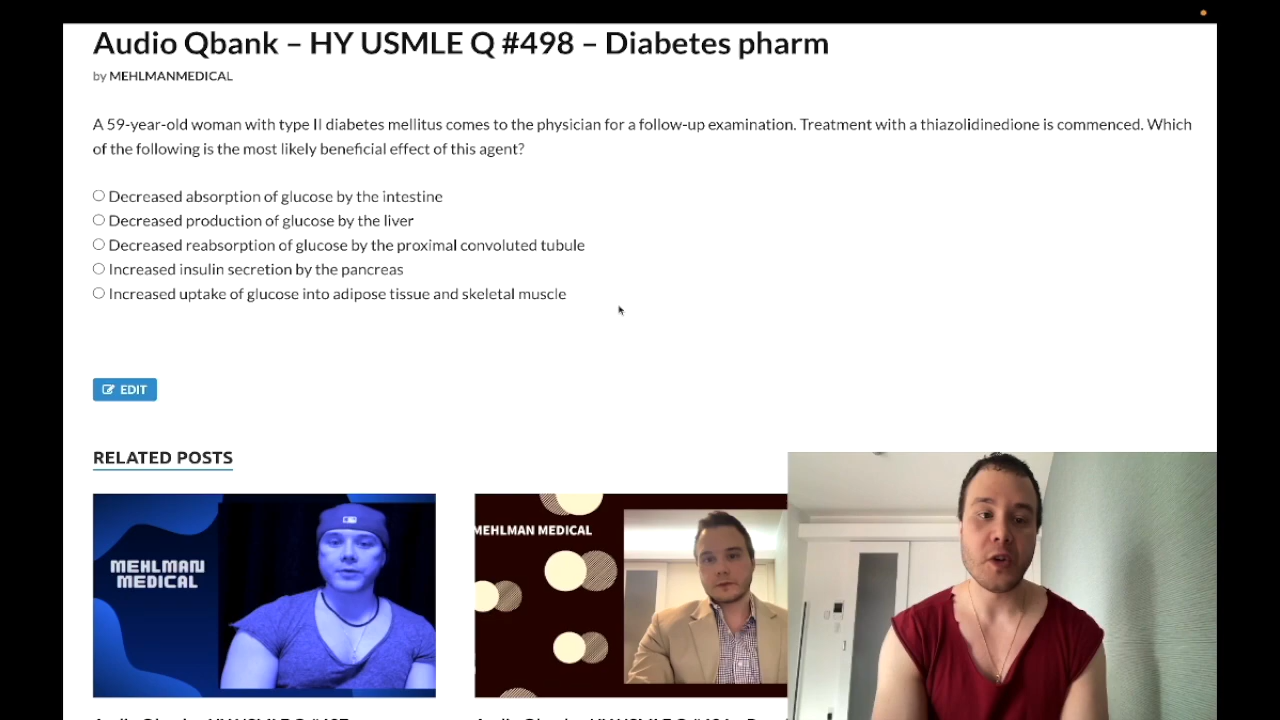 Audio Qbank – HY USMLE Q #498 – Diabetes pharm
by MEHLMANMEDICAL
A 59-year-old woman with type II diabetes mellitus comes to the physician for a follow-up examination. Treatment with a thiazolidinedione is commenced. Which
of the following is the most likely beneficial effect of this agent?
Decreased absorption of glucose by the intestine
Decreased production of glucose by the liver
Decreased reabsorption of glucose by the proximal convoluted tubule
Increased insulin secretion by the pancreas
Increased uptake of glucose into adipose tissue and skeletal muscle
EDIT
RELATED POSTS
MEHLMAN
MEDICAL
MEHLMAN MEDICAL